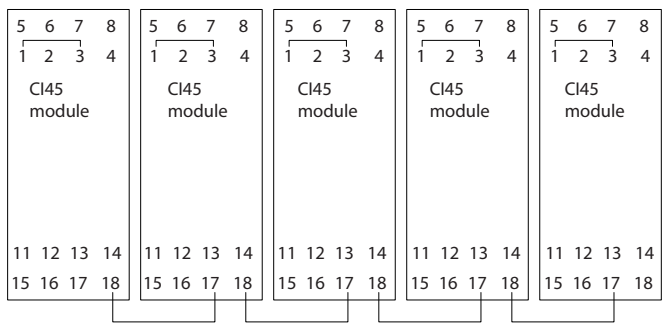 5 6 7 8 5 6 7 8 5 6 7 8 5 6 7 8 5 6 7 8
1 2 3 4 1 2 3 4 1 2 3 4 1 2 3 4 1 2 3 4
CI45 CI45 CI45 CI45 CI45
module module module module module
11 12 13 14 11 12 13 14 11 12 13 14 11 12 13 14 11 12 13 14
15 16 17 18 15 16 17 18 15 16 17 18 15 16 17 18 15 16 17 18